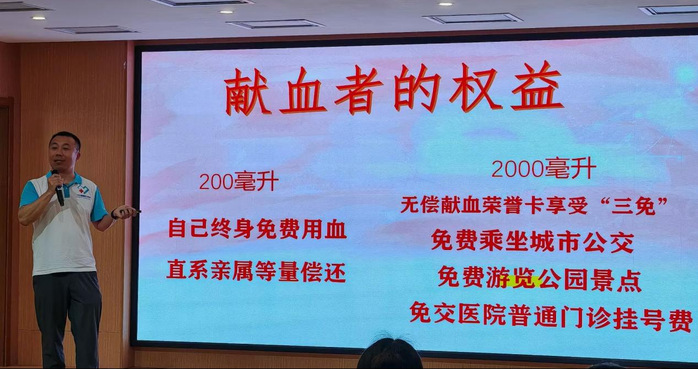 献血者的权益
200毫升
自己终身免费用血
直系亲属等量偿还
2000毫升
无偿献血荣誉卡享受“三免”
免费乘坐城市公交
免费游览公园景点
免交医院普通门诊挂号费